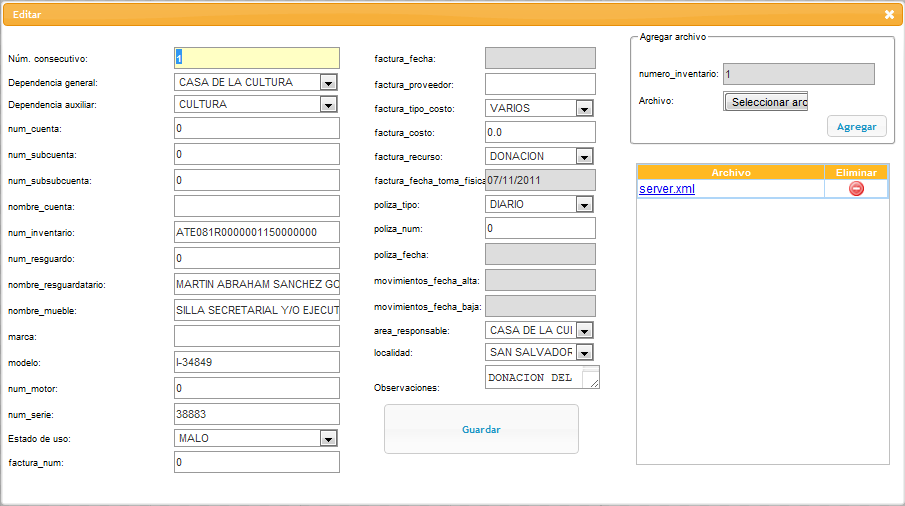 Editar
Núm. consecutivo: 1
Dependencia general: CASA DE LA CULTURA
Dependencia auxiliar: CULTURA
num_cuenta: 0
num_subcuenta: 0
num_subsubcuenta: 0
nombre_cuenta:
num_inventario: ATE081R0000001150000000
num_resguardo: 0
nombre_resguardatario: MARTIN ABRAHAM SANCHEZ GO
nombre_mueble: SILLA SECRETARIAL Y/O EJECUT
marca:
modelo: I-34849
num_motor: 0
num_serie: 38883
Estado de uso: MALO
factura_num: 0
factura_fecha:
factura_proveedor:
factura_tipo_costo: VARIOS
factura_costo: 0.0
factura_recurso: DONACION
factura_fecha_toma_fisica 07/11/2011
poliza_tipo: DIARIO
poliza_num: 0
poliza_fecha:
movimientos_fecha_alta:
movimientos_fecha_baja:
area_responsable: CASA DE LA CUI
localidad: SAN SALVADOR
Observaciones: DONACION DEL
Guardar
Agregar archivo
numero_inventario: 1
Archivo: Seleccionar arc
Agregar
Archivo Eliminar
server.xml